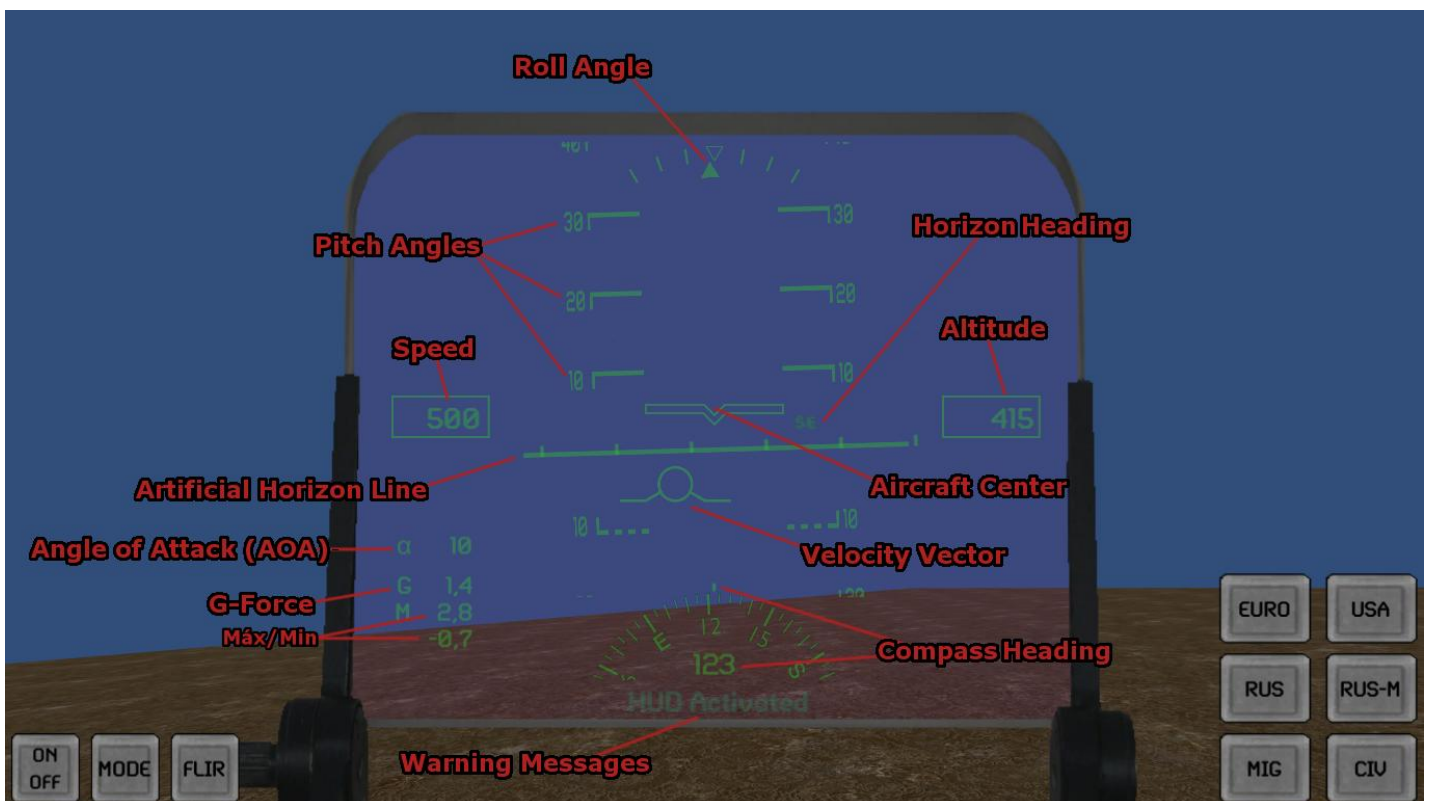 Roll Angle
30 30
Pitch Angles
Horizon Heading
20 20
Altitude
Speed
10 10
500
SE
415
Artificial Horizon Line
Aircraft Center
10 10
Angle of Attack (AOA)
α 10
Velocity Vector
G-Force
G 1,4
M 2,8
Máx/Min
-0,7
E 12 15 S
123
Compass Heading
HUD Activated
Warning Messages
EURO USA
RUS RUS-M
MIG CIV
ON
OFF
MODE
FLIR